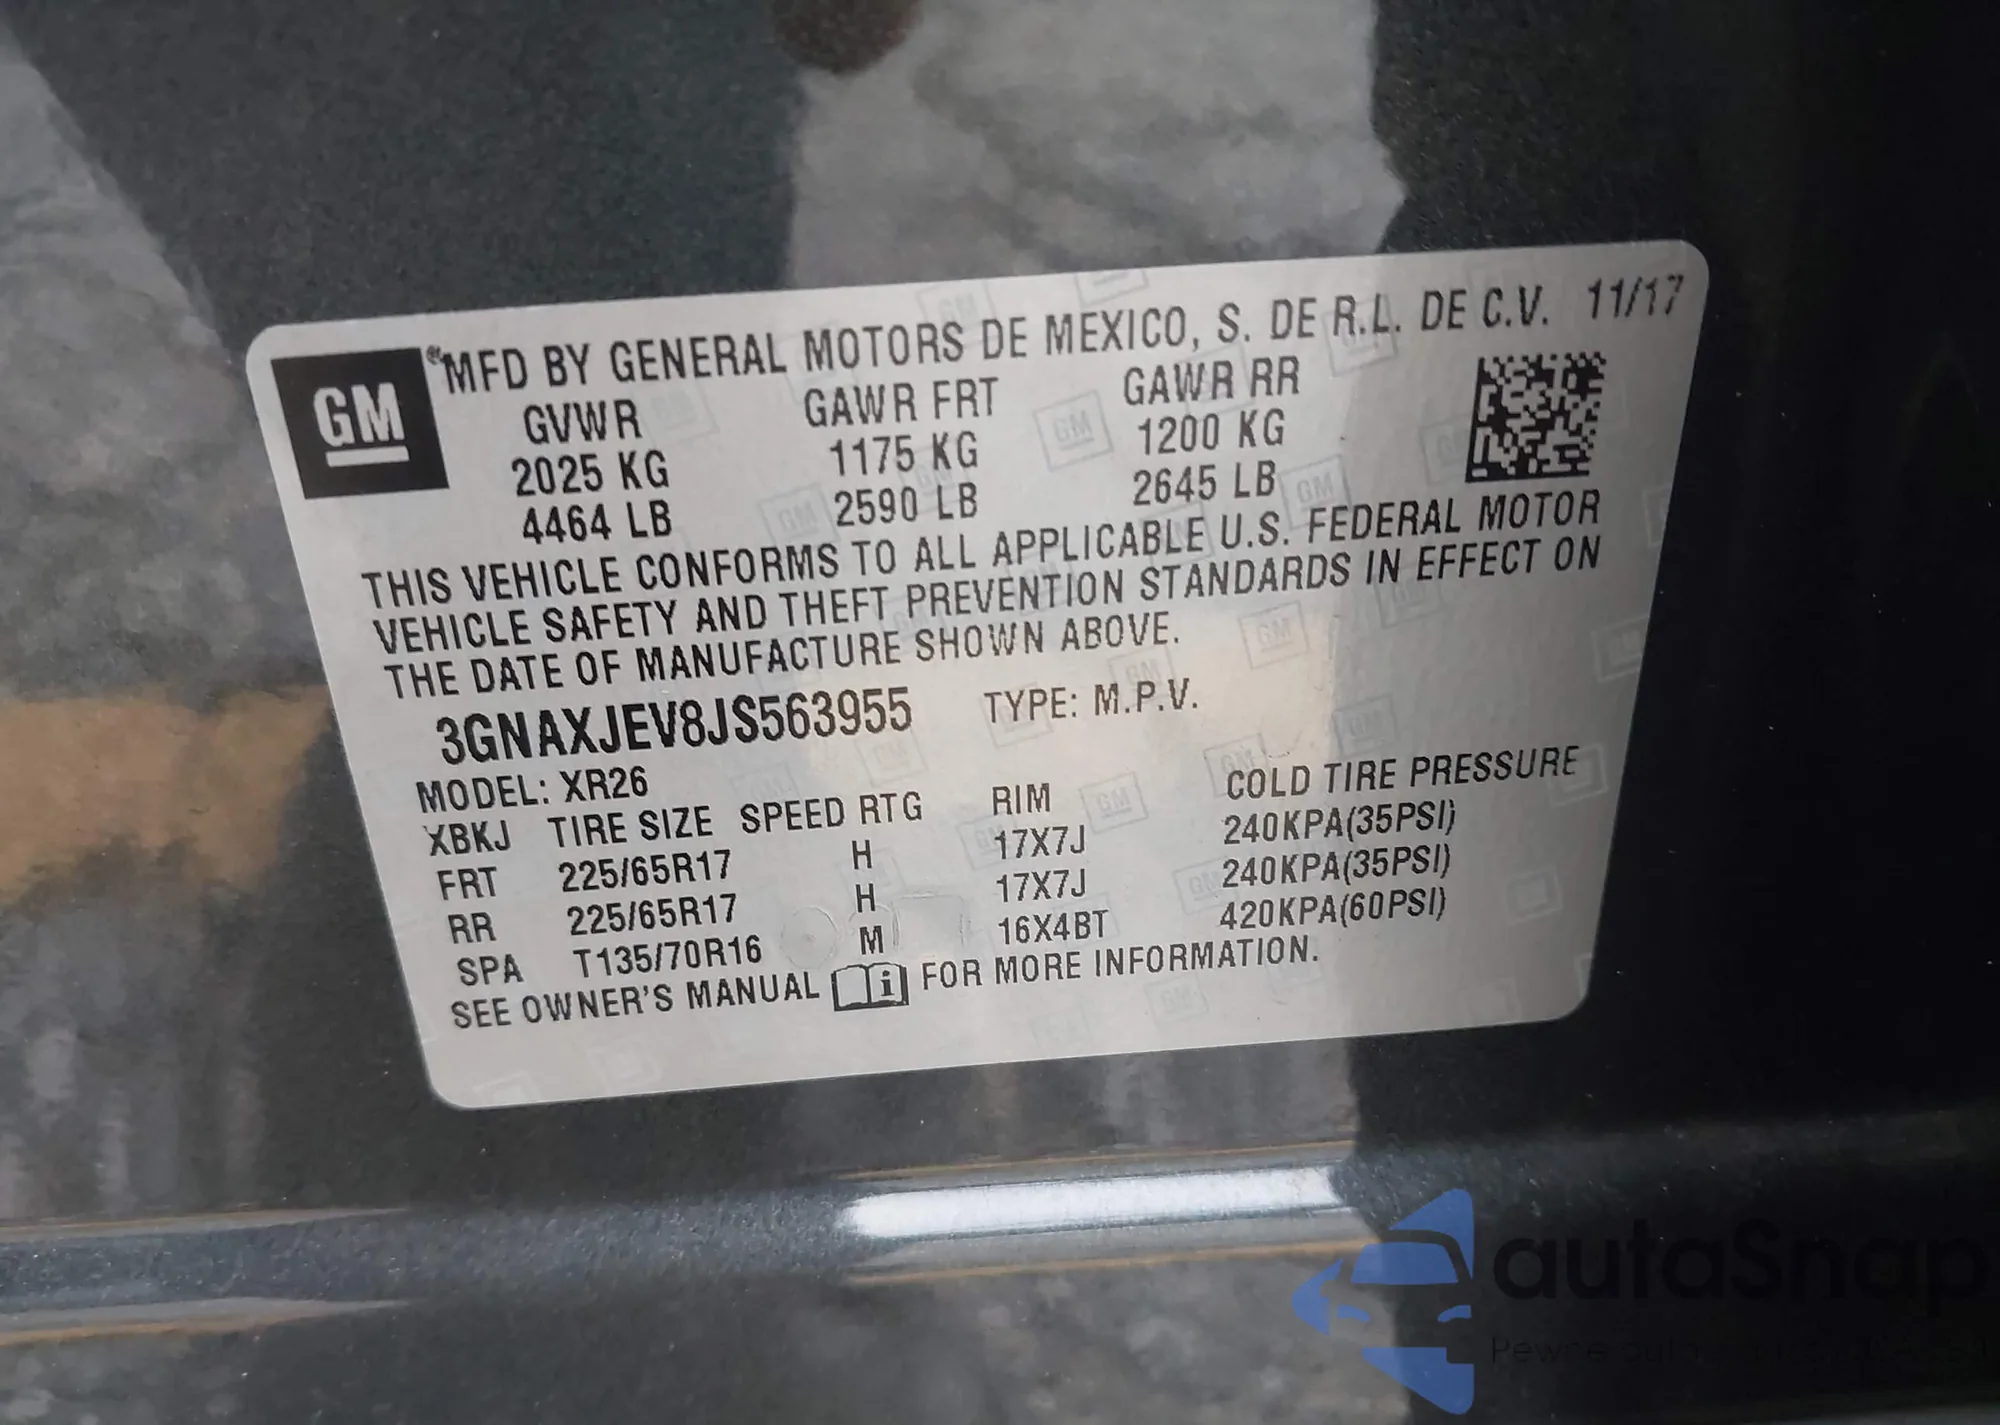 GM
MFD BY GENERAL MOTORS DE MEXICO, S. DE R.L. DE C.V. 11/17
GVWR GAWR FRT GAWR RR
2025 KG 1175 KG 1200 KG
4464 LB 2590 LB 2645 LB
THIS VEHICLE CONFORMS TO ALL APPLICABLE U.S. FEDERAL MOTOR
VEHICLE SAFETY AND THEFT PREVENTION STANDARDS IN EFFECT ON
THE DATE OF MANUFACTURE SHOWN ABOVE.
3GNAXJEV8JS563955 TYPE: M.P.V.
MODEL: XR26
XBKJ TIRE SIZE SPEED RTG RIM COLD TIRE PRESSURE
FRT 225/65R17 H 17X7J 240KPA(35PSI)
RR 225/65R17 H 17X7J 240KPA(35PSI)
SPA T135/70R16 M 16X4BT 420KPA(60PSI)
SEE OWNER'S MANUAL FOR MORE INFORMATION.
autaSnap
Pewne auto